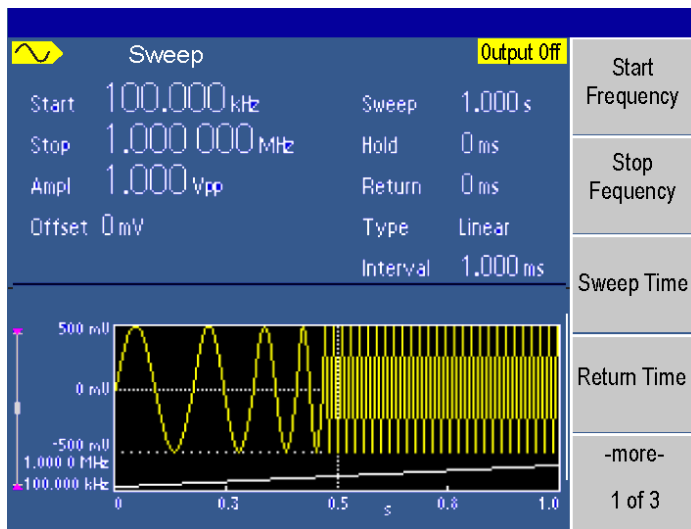 Sweep
Output Off
Start 100.000 kHz
Sweep 1.000 s
Stop 1.000 000 MHz
Hold 0 ms
Ampl 1.000 Vpp
Return 0 ms
Offset 0 mV
Type Linear
Interval 1.000 ms
500 mU
0 mU
-500 mU
1.000 0 MHz
100.000 kHz
0 0.3 0.5 0.8 1.0
s
Start
Frequency
Stop
Fequency
Sweep Time
Return Time
-more-
1 of 3